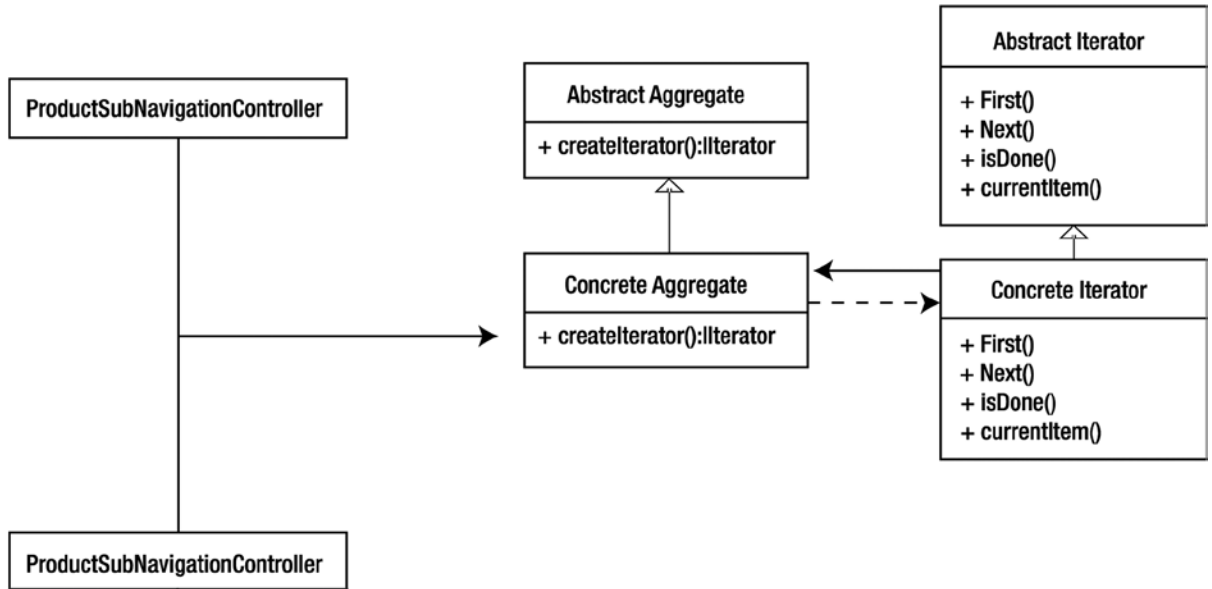 ProductSubNavigationController
Abstract Aggregate
+ createIterator():IIterator
Abstract Iterator
+ First()
+ Next()
+ isDone()
+ currentItem()
Concrete Aggregate
+ createIterator():IIterator
Concrete Iterator
+ First()
+ Next()
+ isDone()
+ currentItem()
ProductSubNavigationController